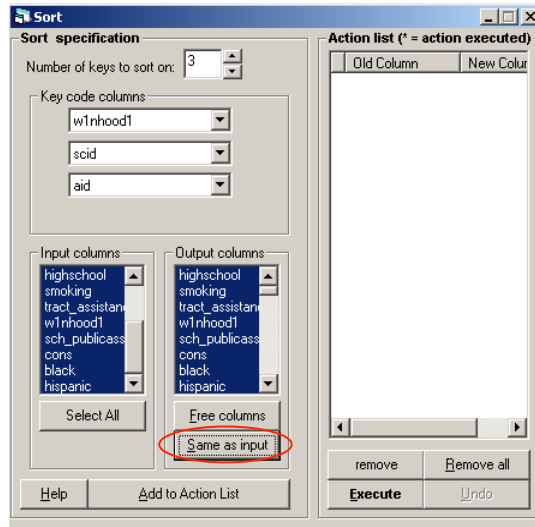 Sort
Sort specification
Number of keys to sort on: 3
Key code columns
w1nhood1
scid
aid
Input columns
highschool
smoking
tract_assistan
w1nhood1
sch_publicass
cons
black
hispanic
Select All
Output columns
highschool
smoking
tract_assistan
w1nhood1
sch_publicass
cons
black
hispanic
Free columns
Same as input
Help
Add to Action List
Action list (* = action executed)
Old Column New Colur
remove
Remove all
Execute
Undo